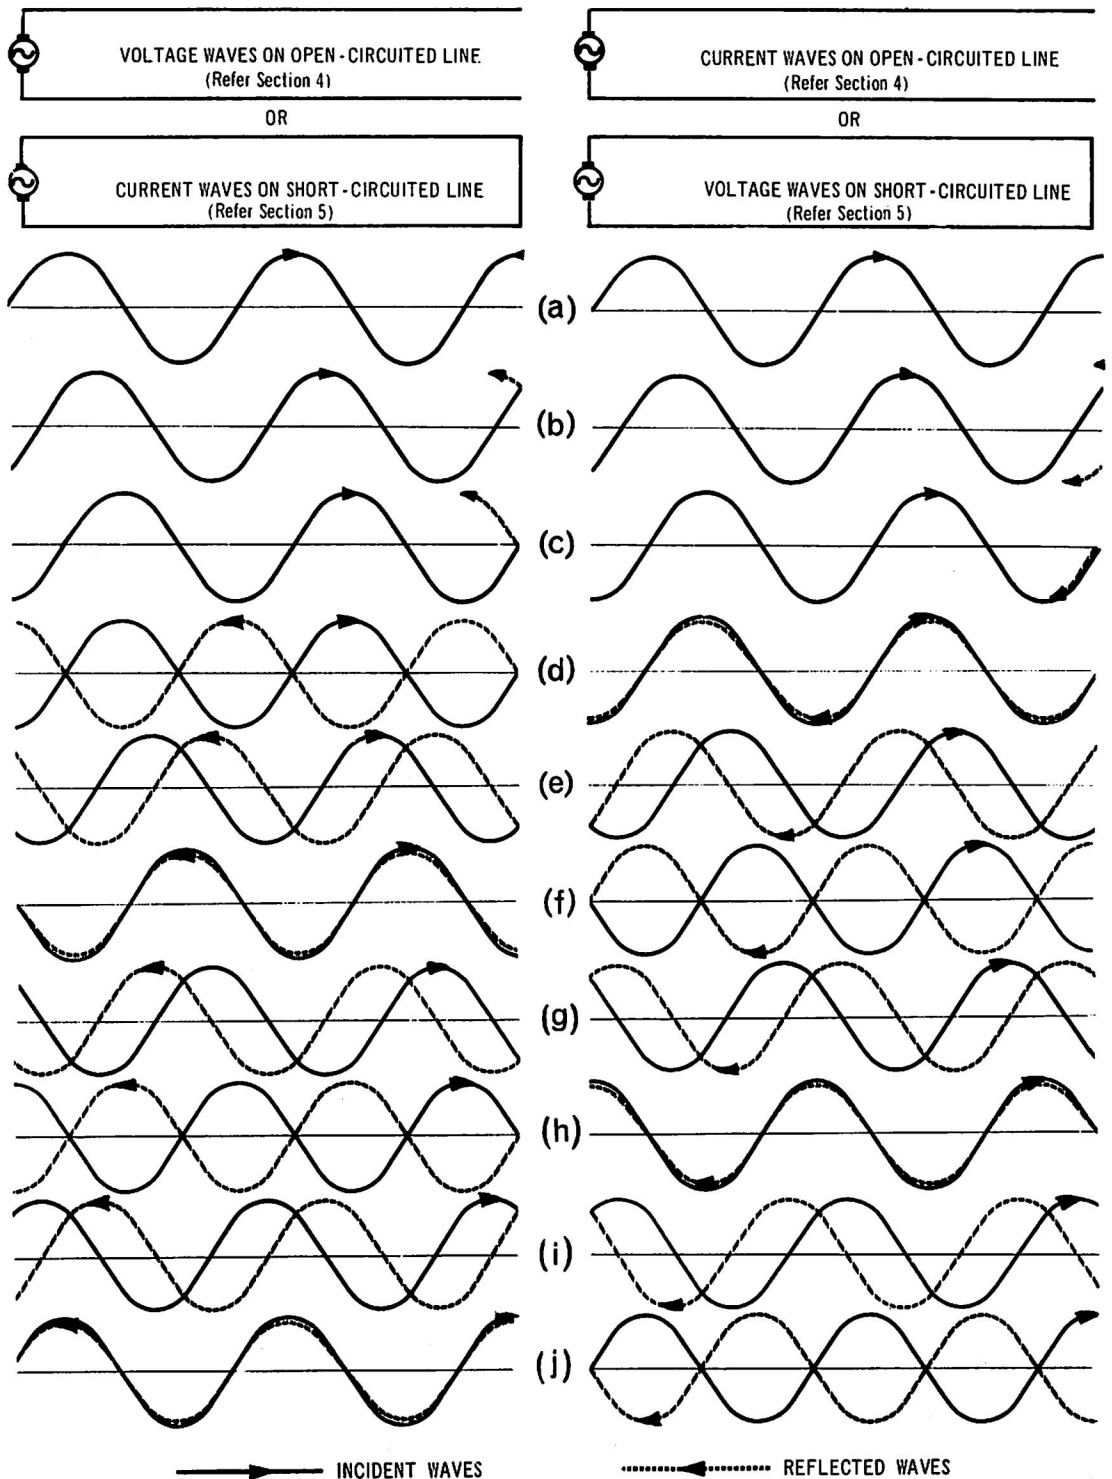 VOLTAGE WAVES ON OPEN-CIRCUITED LINE.
(Refer Section 4)
OR
CURRENT WAVES ON SHORT-CIRCUITED LINE
(Refer Section 5)
CURRENT WAVES ON OPEN-CIRCUITED LINE
(Refer Section 4)
OR
VOLTAGE WAVES ON SHORT-CIRCUITED LINE
(Refer Section 5)
(a)
(b)
(c)
(d)
(e)
(f)
(g)
(h)
(i)
(j)
INCIDENT WAVES
REFLECTED WAVES